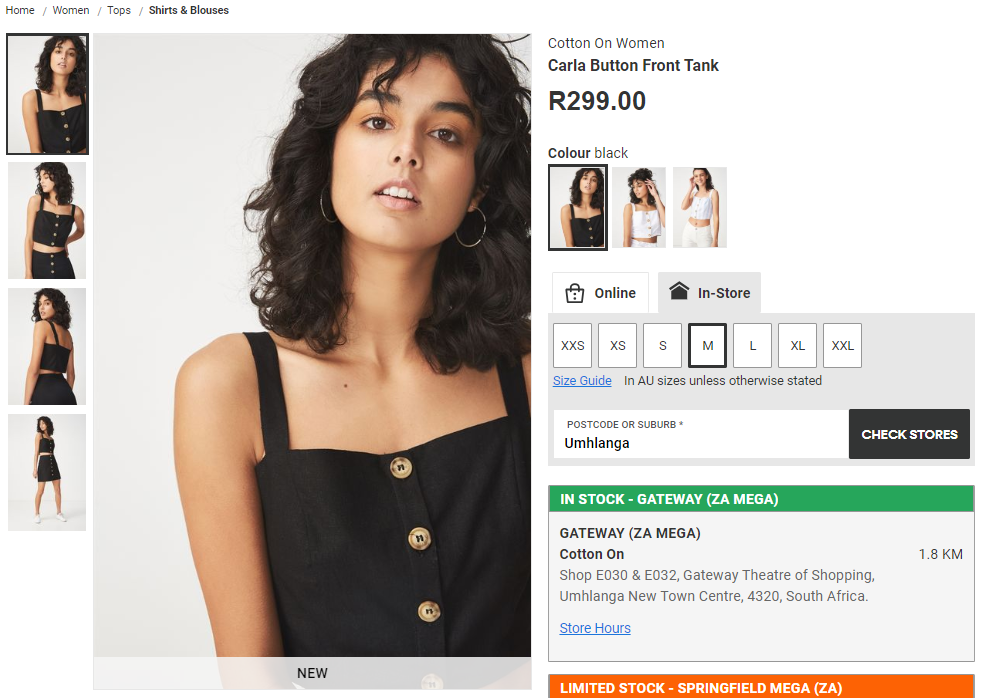 Home / Women / Tops / Shirts & Blouses
Cotton On Women
Carla Button Front Tank
R299.00
Colour black
Online In-Store
XXS XS S M L XL XXL
Size Guide In AU sizes unless otherwise stated
POSTCODE OR SUBURB *
Umhlanga
CHECK STORES
IN STOCK - GATEWAY (ZA MEGA)
GATEWAY (ZA MEGA)
Cotton On 1.8 KM
Shop E030 & E032, Gateway Theatre of Shopping,
Umhlanga New Town Centre, 4320, South Africa.
Store Hours
NEW
LIMITED STOCK - SPRINGFIELD MEGA (ZA)